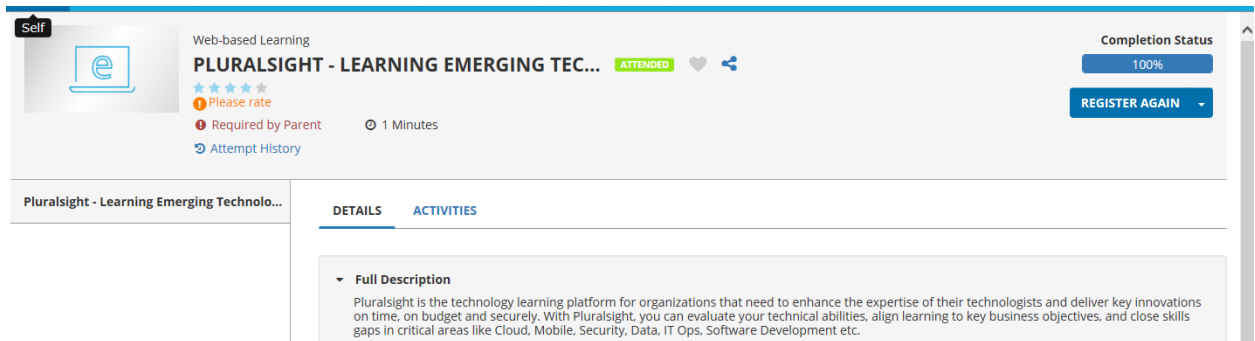 Self
Web-based Learning
PLURALSIGHT - LEARNING EMERGING TEC... ATTENDED
Please rate
Required by Parent 1 Minutes
Attempt History
Completion Status
100%
REGISTER AGAIN
Pluralsight - Learning Emerging Technolo...
DETAILS ACTIVITIES
Full Description
Pluralsight is the technology learning platform for organizations that need to enhance the expertise of their technologists and deliver key innovations
on time, on budget and securely. With Pluralsight, you can evaluate your technical abilities, align learning to key business objectives, and close skills
gaps in critical areas like Cloud, Mobile, Security, Data, IT Ops, Software Development etc.